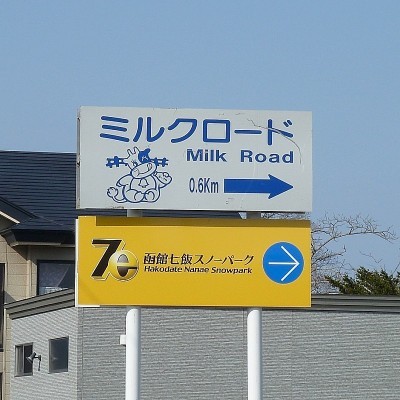 ミルクロード
Milk Road
0.6Km
7e 函館七飯スノーパーク
Hakodate Nanae Snowpark